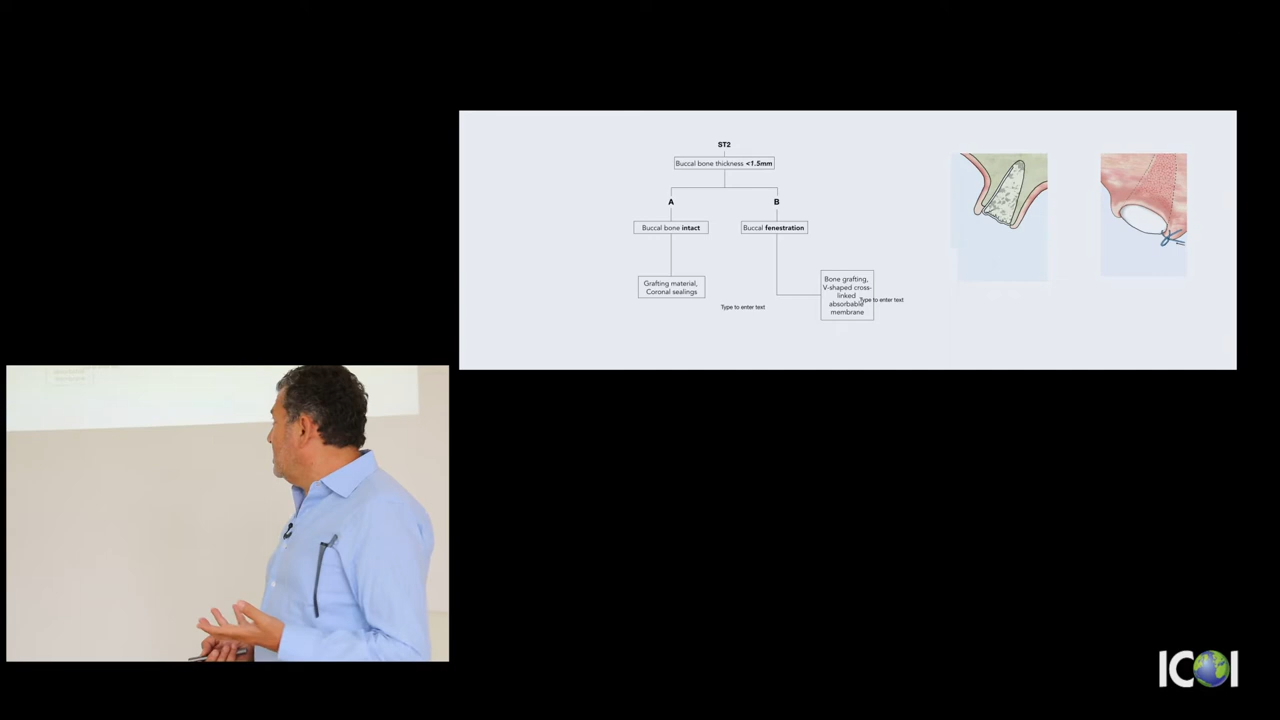 ST2
Buccal bone thickness <1.5mm
A
B
Buccal bone intact
Buccal fenestration
Grafting material,
Coronal sealings
Bone grafting,
V-shaped cross-
linked
absorbable
membrane
Type to enter text
Type to enter text
ICOI